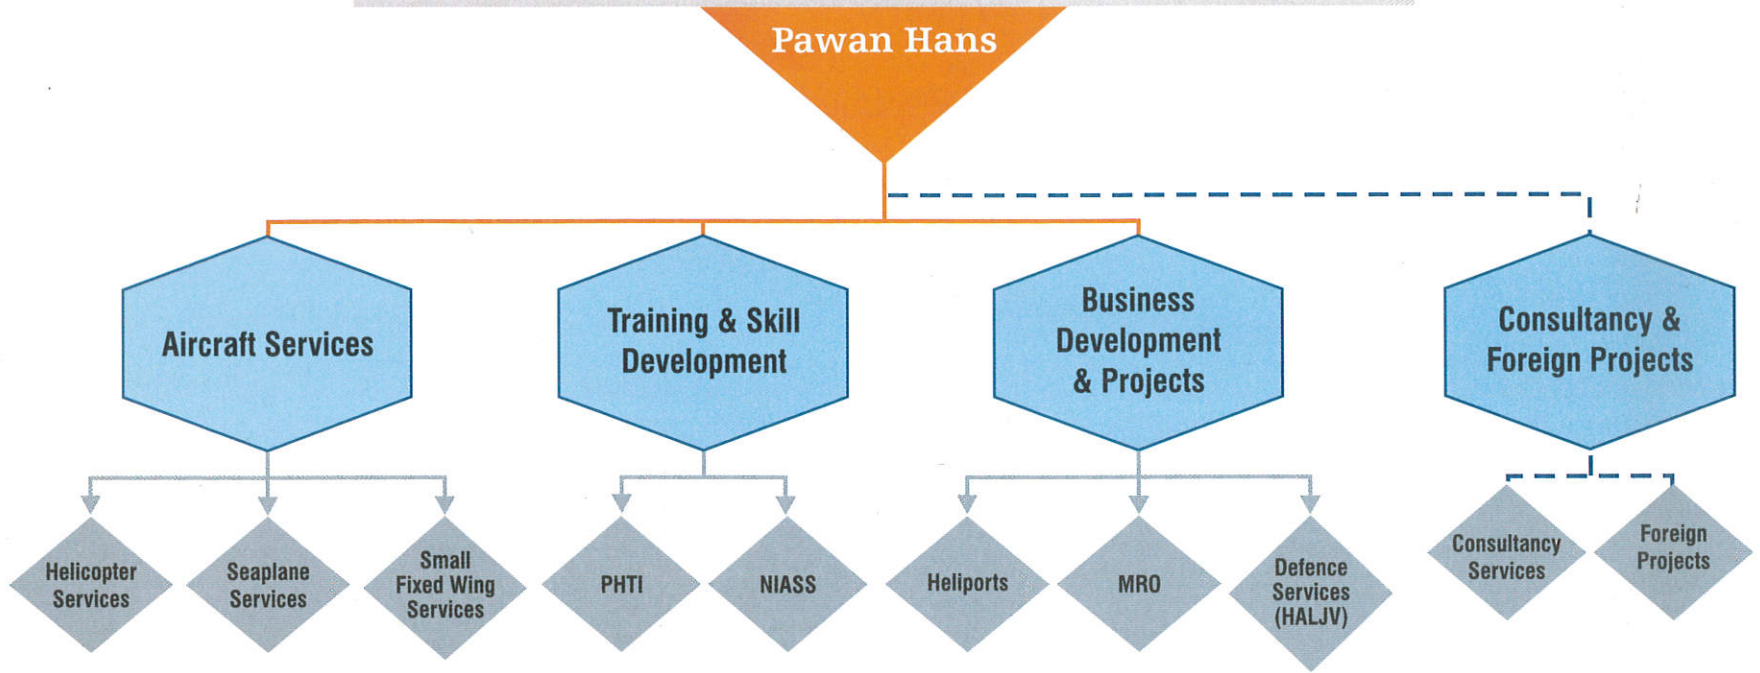 Pawan Hans
Aircraft Services
Training & Skill
Development
Business
Development
& Projects
Consultancy &
Foreign Projects
Helicopter
Services
Seaplane
Services
Small
Fixed Wing
Services
PHTI
NIASS
Heliports
MRO
Defence
Services
(HALJV)
Consultancy
Services
Foreign
Projects